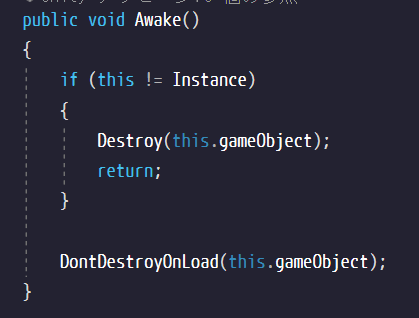 public void Awake()
{
if (this != Instance)
{
Destroy(this.gameObject);
return;
}
DontDestroyOnLoad(this.gameObject);
}